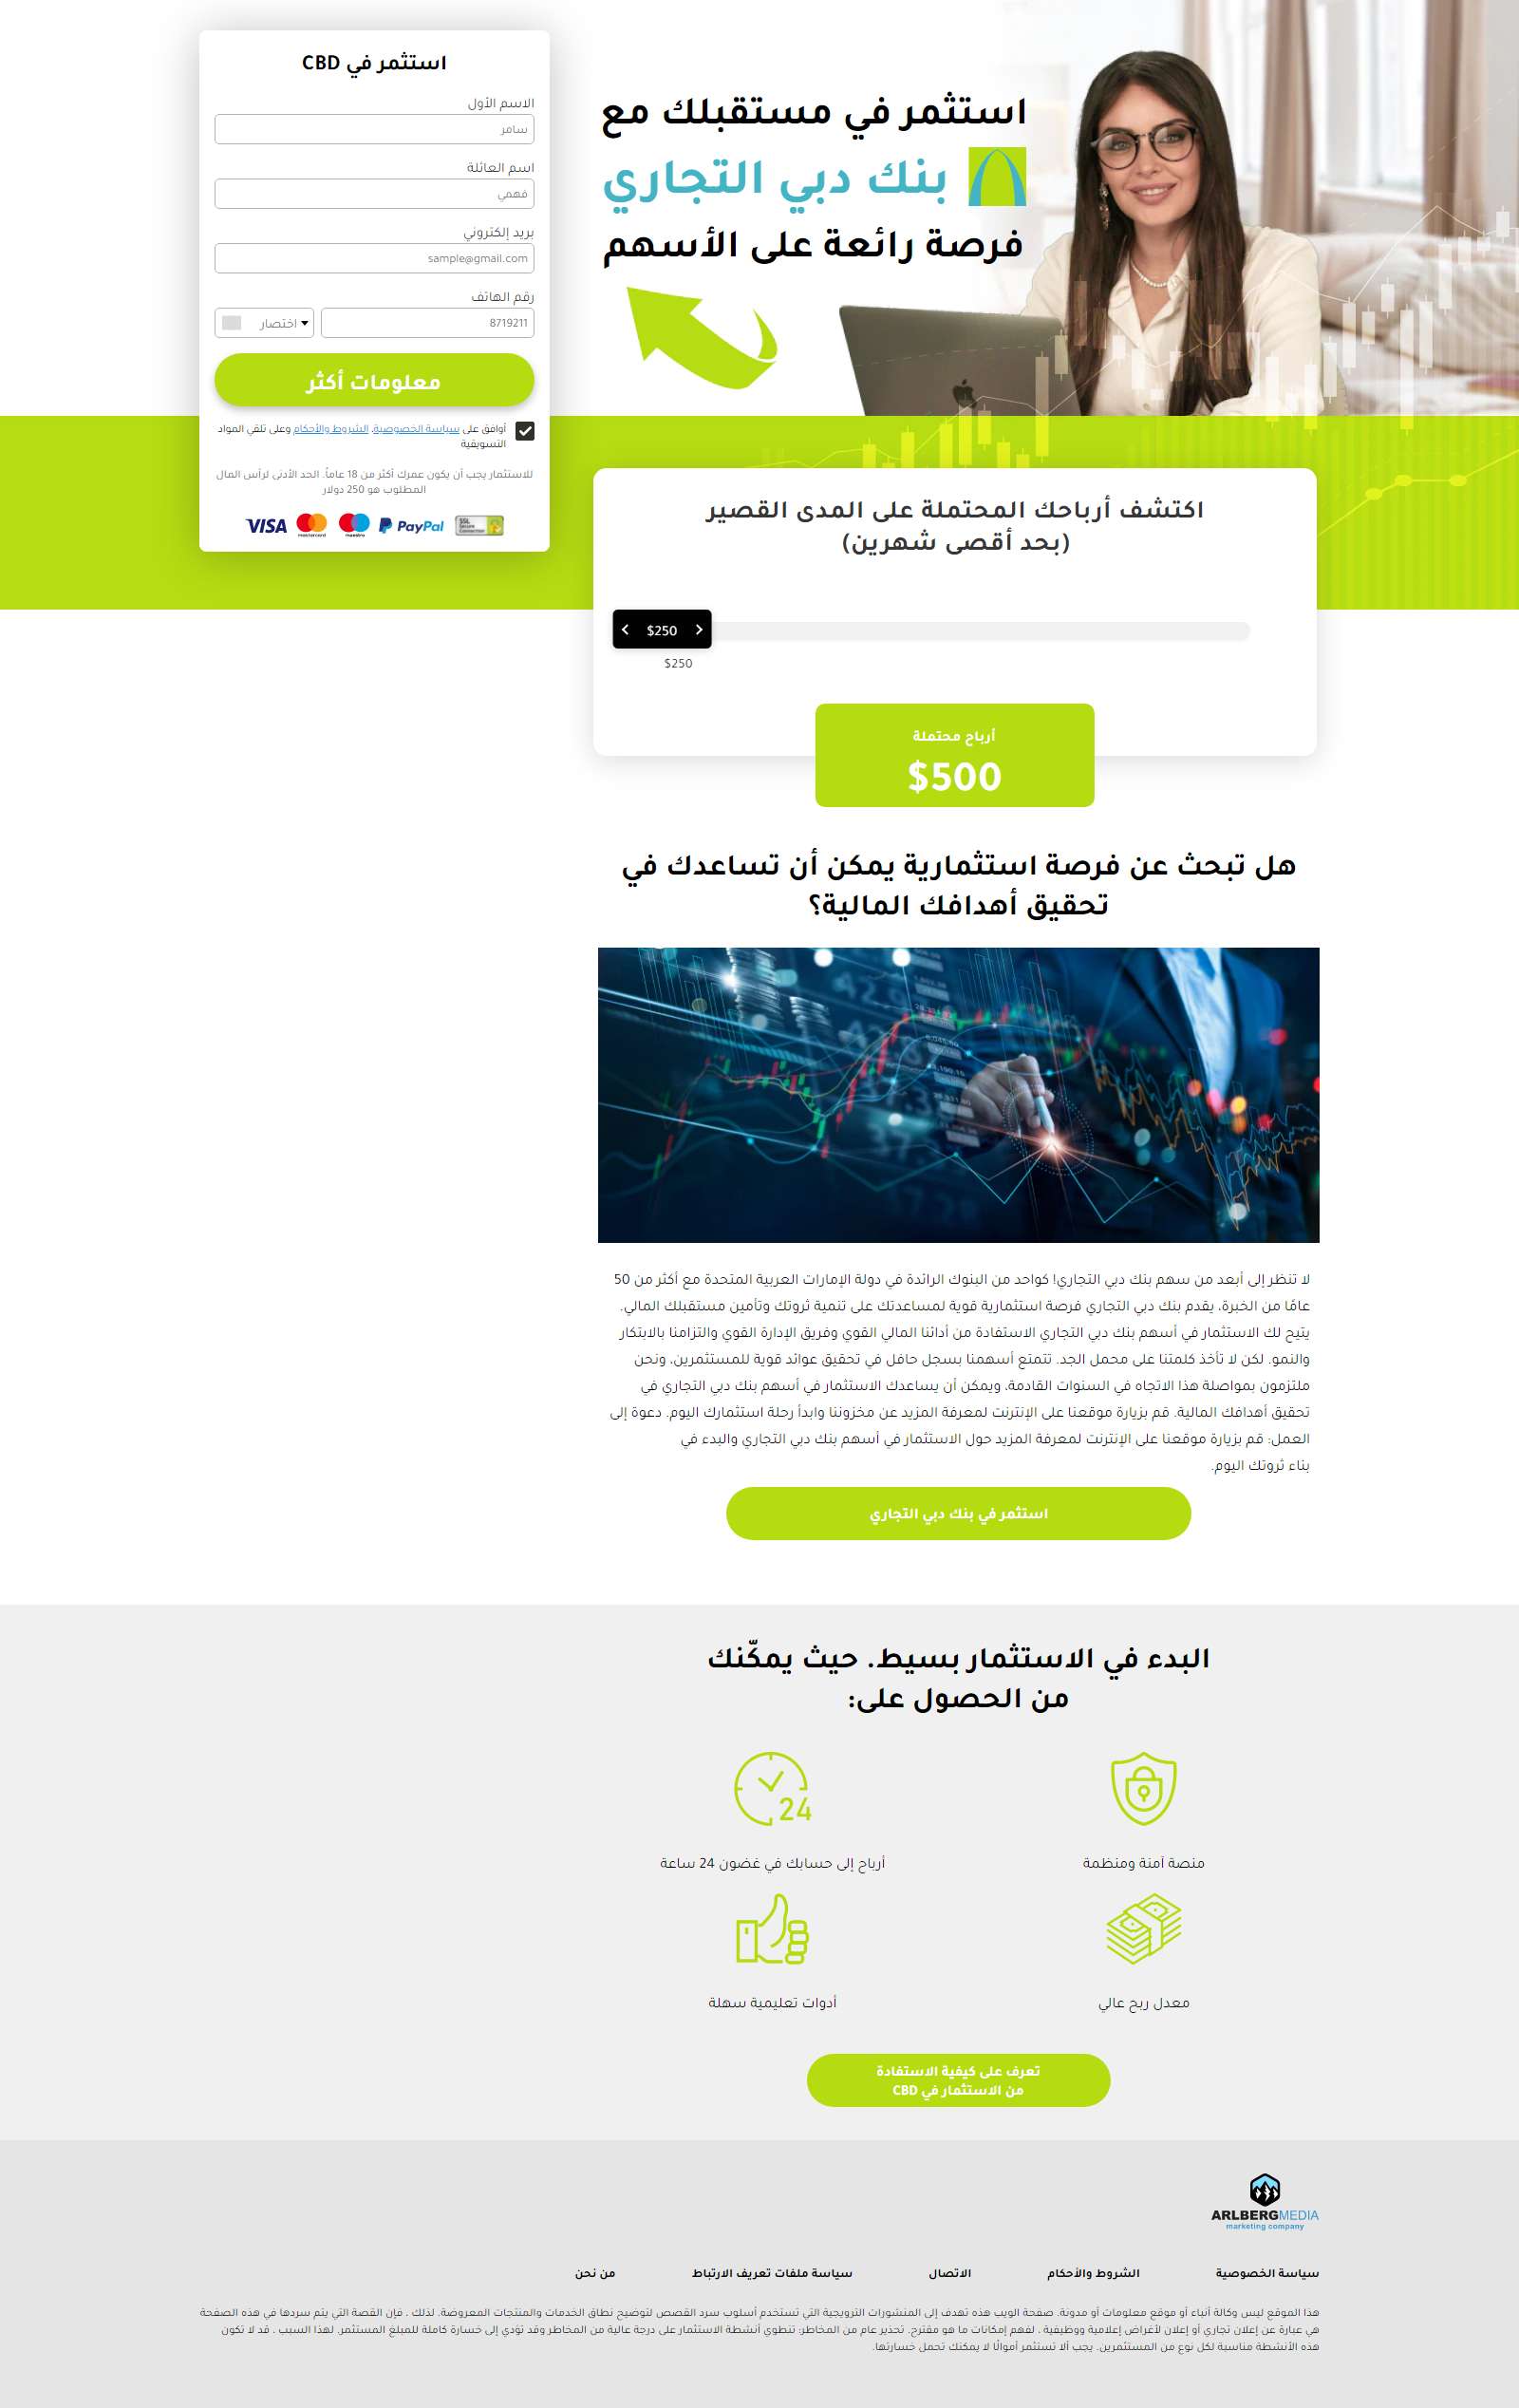 استثمر في مستقبلك مع
بنك دبي التجاري
فرصة رائعة على الأسهم
استثمر في CBD
الاسم الأول
سامر
اسم العائلة
فهمي
بريد إلكتروني
sample@gmail.com
رقم الهاتف
8719211
اختصار
معلومات أكثر
أوافق على سياسة الخصوصية، الشروط والأحكام وعلى تلقي المواد
التسويقية
للاستثمار يجب أن يكون عمرك أكثر من 18 عاماً. الحد الأدنى لرأس المال
المطلوب هو 250 دولار
VISA mastercard maestro PayPal SSL Secure Connection
اكتشف أرباحك المحتملة على المدى القصير
(بحد أقصى شهرين)
$250
$250
أرباح محتملة
$500
هل تبحث عن فرصة استثمارية يمكن أن تساعدك في
تحقيق أهدافك المالية؟
لا تنظر إلى أبعد من سهم بنك دبي التجاري! كواحد من البنوك الرائدة في دولة الإمارات العربية المتحدة مع أكثر من 50
عامًا من الخبرة، يقدم بنك دبي التجاري فرصة استثمارية قوية لمساعدتك على تنمية ثروتك وتأمين مستقبلك المالي.
يتيح لك الاستثمار في أسهم بنك دبي التجاري الاستفادة من أدائنا المالي القوي وفريق الإدارة القوي والتزامنا بالابتكار
والنمو. لكن لا تأخذ كلمتنا على محمل الجد. تتمتع أسهمنا بسجل حافل في تحقيق عوائد قوية للمستثمرين، ونحن
ملتزمون بمواصلة هذا الاتجاه في السنوات القادمة، ويمكن أن يساعدك الاستثمار في أسهم بنك دبي التجاري في
تحقيق أهدافك المالية. قم بزيارة موقعنا على الإنترنت لمعرفة المزيد عن مخزوننا وابدأ رحلة استثمارك اليوم. دعوة إلى
العمل: قم بزيارة موقعنا على الإنترنت لمعرفة المزيد حول الاستثمار في أسهم بنك دبي التجاري والبدء في
بناء ثروتك اليوم.
استثمر في بنك دبي التجاري
البدء في الاستثمار بسيط. حيث يمكّنك
من الحصول على:
24
منصة آمنة ومنظمة
أرباح إلى حسابك في غضون 24 ساعة
معدل ربح عالي
أدوات تعليمية سهلة
تعرف على كيفية الاستفادة
من الاستثمار في CBD
ARLBERGMEDIA
marketing company
سياسة الخصوصية
الشروط والأحكام
الاتصال
سياسة ملفات تعريف الارتباط
من نحن
هذا الموقع ليس وكالة أنباء أو موقع معلومات أو مدونة. صفحة الويب هذه تهدف إلى المنشورات الترويجية التي تستخدم أسلوب سرد القصص لتوضيح نطاق الخدمات والمنتجات المعروضة. لذلك ، فإن القصة التي يتم سردها في هذه الصفحة
هي عبارة عن إعلان تجاري أو إعلان لأغراض إعلامية ووظيفية ، لفهم إمكانات ما هو مقترح. تحذير عام من المخاطر: تنطوي أنشطة الاستثمار على درجة عالية من المخاطر وقد تؤدي إلى خسارة كاملة للمبلغ المستثمر. لهذا السبب ، قد لا تكون
هذه الأنشطة مناسبة لكل نوع من المستثمرين. يجب ألا تستثمر أموالًا لا يمكنك تحمل خسارتها.